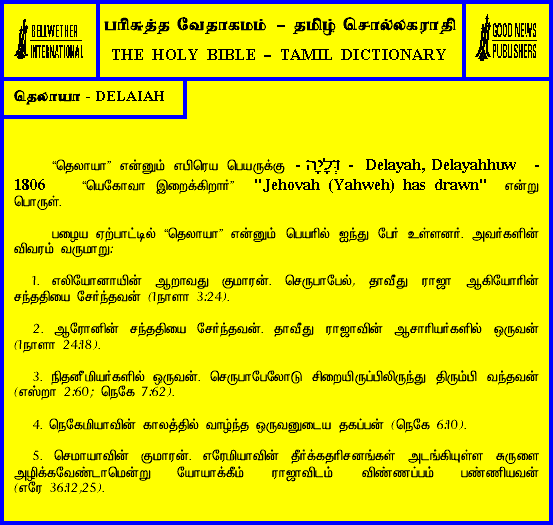 BELLWETHER
INTERNATIONAL
பரிசுத்த வேதாகமம் – தமிழ் சொல்லகராதி
THE HOLY BIBLE – TAMIL DICTIONARY
GOOD NEWS
PUBLISHERS
தெலாயா - DELAIAH
“தெலாயா” என்னும் எபிரெய பெயருக்கு - דְּלָיָה - Delayah, Delayahhuw -
1806 “யெகோவா இறைக்கிறார்” "Jehovah (Yahweh) has drawn" என்று
பொருள்.
பழைய ஏற்பாட்டில் “தெலாயா” என்னும் பெயரில் ஐந்து பேர் உள்ளனர். அவர்களின்
விவரம் வருமாறு:
1. எலியோனாயின் ஆறாவது குமாரன். செருபாபேல், தாவீது ராஜா ஆகியோரின்
சந்ததியை சேர்ந்தவன் (1நாளா 3:24).
2. ஆரோனின் சந்ததியை சேர்ந்தவன். தாவீது ராஜாவின் ஆசாரியர்களில் ஒருவன்
(1நாளா 24:18).
3. நிதனீமியர்களில் ஒருவன். செருபாபேலோடு சிறையிருப்பிலிருந்து திரும்பி வந்தவன்
(எஸ்றா 2:60; நெகே 7:62).
4. நெகேமியாவின் காலத்தில் வாழ்ந்த ஒருவனுடைய தகப்பன் (நெகே 6:10).
5. செமாயாவின் குமாரன். எரேமியாவின் தீர்க்கதரிசனங்கள் அடங்கியுள்ள சுருளை
அழிக்கவேண்டாமென்று யோயாக்கீம் ராஜாவிடம் விண்ணப்பம் பண்ணியவன்
(எரே 36:12,25).